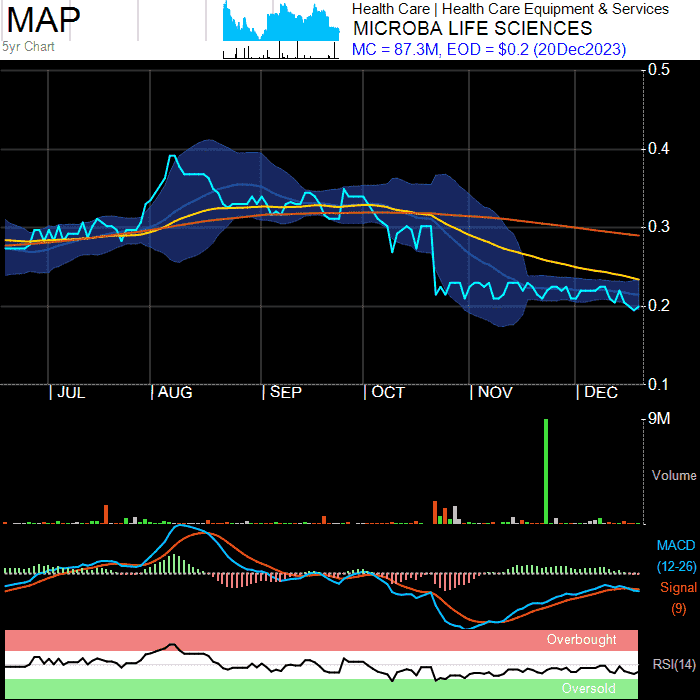 MAP
5yr Chart
Health Care | Health Care Equipment & Services
MICROBA LIFE SCIENCES
MC = 87.3M, EOD = $0.2 (20Dec2023)
0.5
0.4
0.3
0.2
0.1
| JUL | AUG | SEP | OCT | NOV | DEC
9M
Volume
MACD
(12-26)
Signal
(9)
Overbought
RSI(14)
Oversold